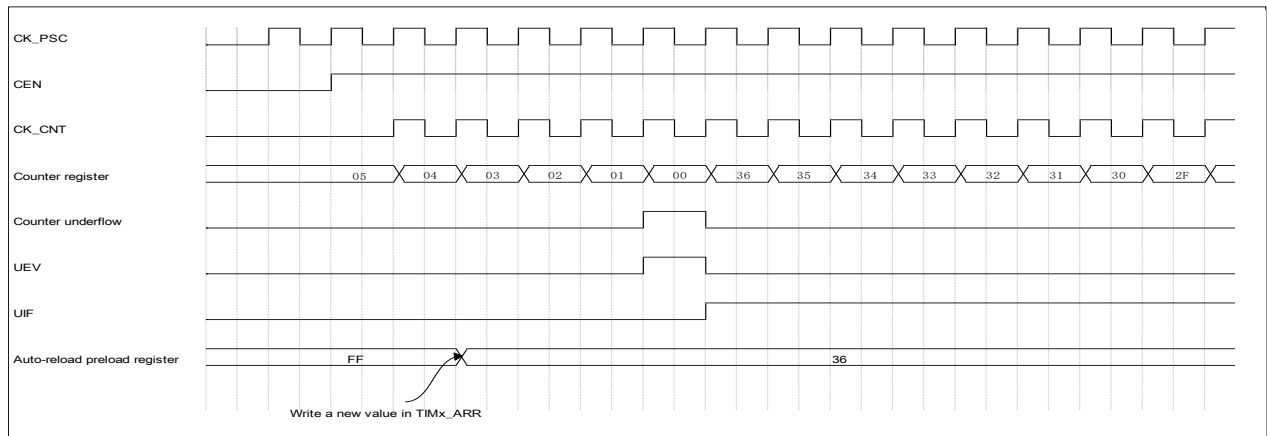 CK_PSC
CEN
CK_CNT
Counter register 05 04 03 02 01 00 36 35 34 33 32 31 30 2F
Counter underflow
UEV
UIF
Auto-reload preload register FF 36
Write a new value in TIMx_ARR